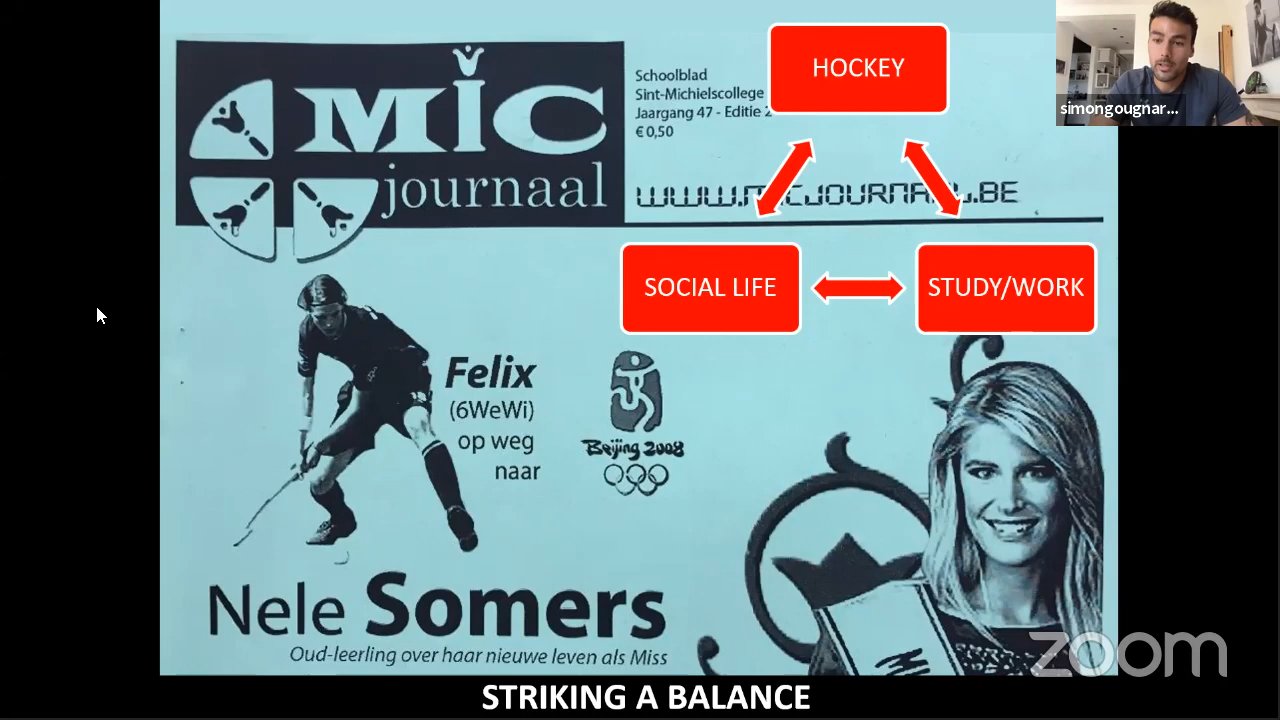 MIC
journaal
Schoolblad
Sint-Michielscollege
Jaargang 47 - Editie 2
€ 0,50
HOCKEY
simongougnar...
SOCIAL LIFE
STUDY/WORK
Felix
(6WeWi)
op weg
naar
Beijing 2008
Nele Somers
Oud-leerling over haar nieuwe leven als Miss
zoom
STRIKING A BALANCE